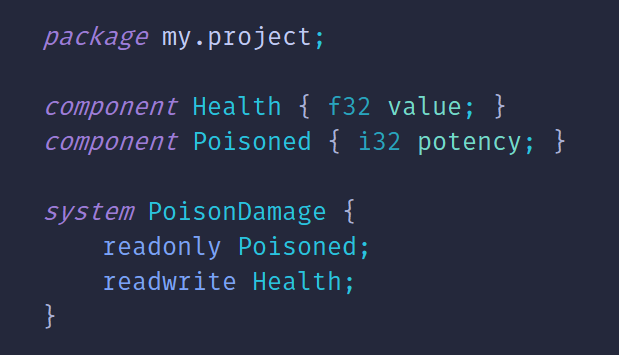 package my.project;
component Health { f32 value; }
component Poisoned { i32 potency; }
system PoisonDamage {
    readonly Poisoned;
    readwrite Health;
}